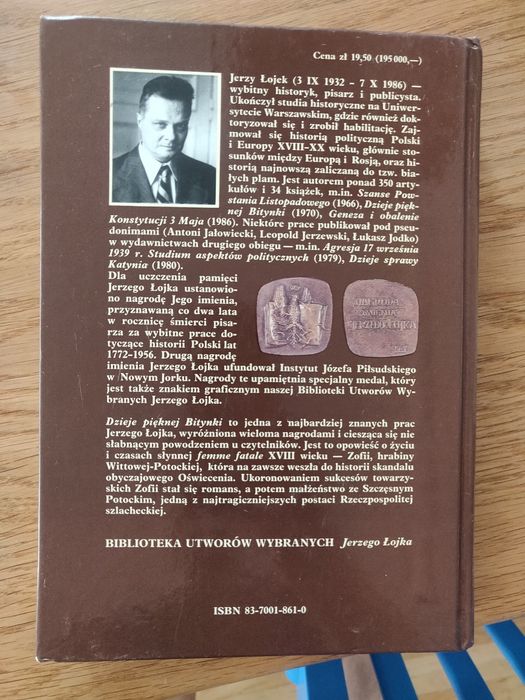 Cena zł 19,50 (195 000,—)
Jerzy Łojek (3 IX 1932 – 7 X 1986) —
wybitny historyk, pisarz i publicysta.
Ukończył studia historyczne na Uniwer-
sytecie Warszawskim, gdzie również dok-
toryzował się i zrobił habilitację. Zaj-
mował się historią polityczną Polski
i Europy XVIII–XX wieku, głównie sto-
sunków między Europą i Rosją, oraz hi-
storią najnowszą zaliczaną do tzw. bia-
łych plam. Jest autorem ponad 350 arty-
kułów i 34 książek, m.in. Szanse Pow-
stania Listopadowego (1966), Dzieje pięk-
nej Bitynki (1970), Geneza i obalenie
Konstytucji 3 Maja (1986). Niektóre prace publikował pod pseu-
donimami (Antoni Jałowiecki, Leopold Jerzewski, Łukasz Jodko)
w wydawnictwach drugiego obiegu — m.in. Agresja 17 września
1939 r. Studium aspektów politycznych (1979), Dzieje sprawy
Katynia (1980).
Dla uczczenia pamięci
Jerzego Łojka ustanowio-
no nagrodę Jego imienia,
przyznawaną co dwa lata
w rocznicę śmierci pisa-
rza za wybitne prace do-
tyczące historii Polski lat
1772–1956. Drugą nagrodę
imienia Jerzego Łojka ufundował Instytut Józefa Piłsudskiego
w Nowym Jorku. Nagrody te upamiętnia specjalny medal, który
jest także znakiem graficznym naszej Biblioteki Utworów Wy-
branych Jerzego Łojka.
NAGRODA
IMIENIA
JERZEGO ŁOJKA
Dzieje pięknej Bitynki to jedna z najbardziej znanych prac
Jerzego Łojka, wyróżniona wieloma nagrodami i ciesząca się nie
słabnącym powodzeniem u czytelników. Jest to opowieść o życiu
i czasach słynnej femme fatale XVIII wieku — Zofii, hrabiny
Wittowej-Potockiej, która na zawsze weszła do historii skandalu
obyczajowego Oświecenia. Ukoronowaniem sukcesów towarzy-
skich Zofii stał się romans, a potem małżeństwo ze Szczęsnym
Potockim, jedną z najtragiczniejszych postaci Rzeczpospolitej
szlacheckiej.
BIBLIOTEKA UTWORÓW WYBRANYCH Jerzego Łojka
ISBN 83-7001-861-0